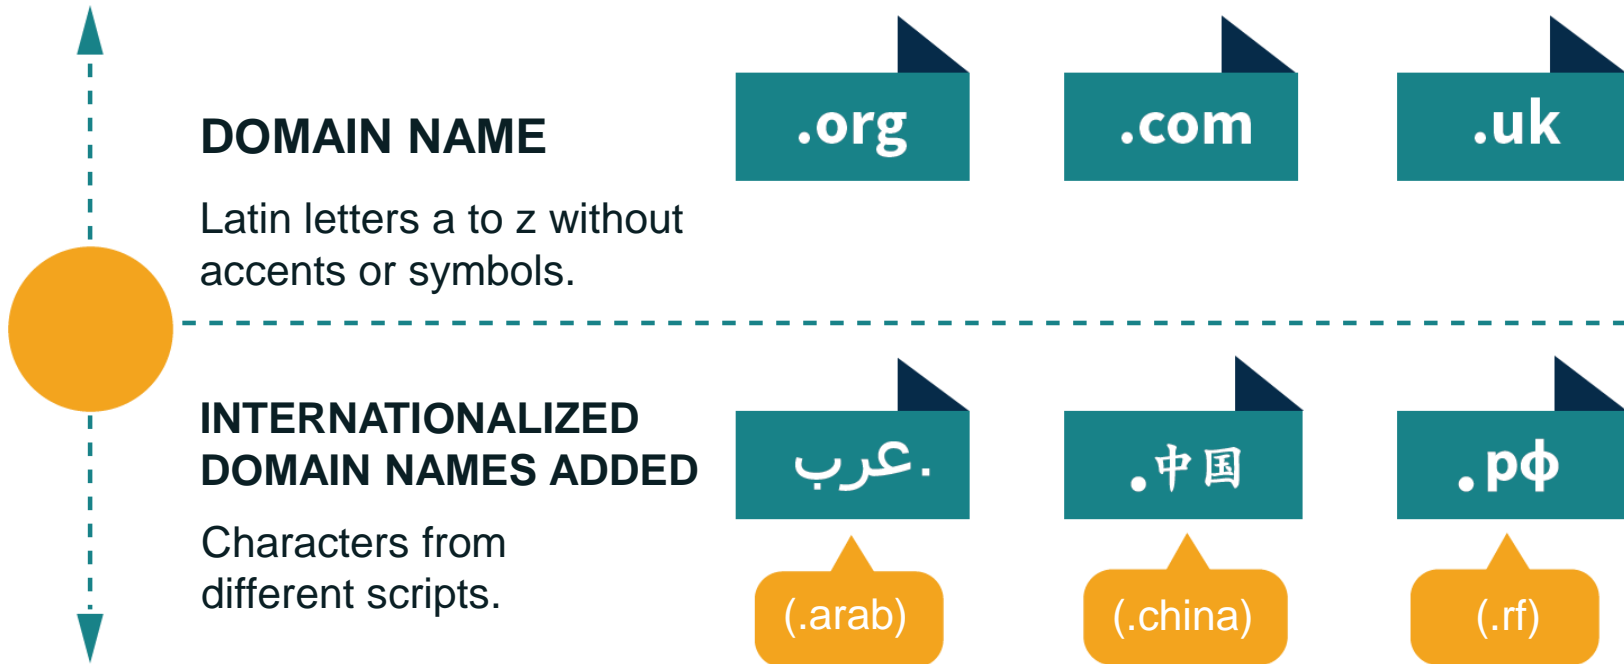 DOMAIN NAME
Latin letters a to z without
accents or symbols.
.org
.com
.uk
INTERNATIONALIZED
DOMAIN NAMES ADDED
Characters from
different scripts.
.عرب
.中国
.рф
(.arab)
(.china)
(.rf)